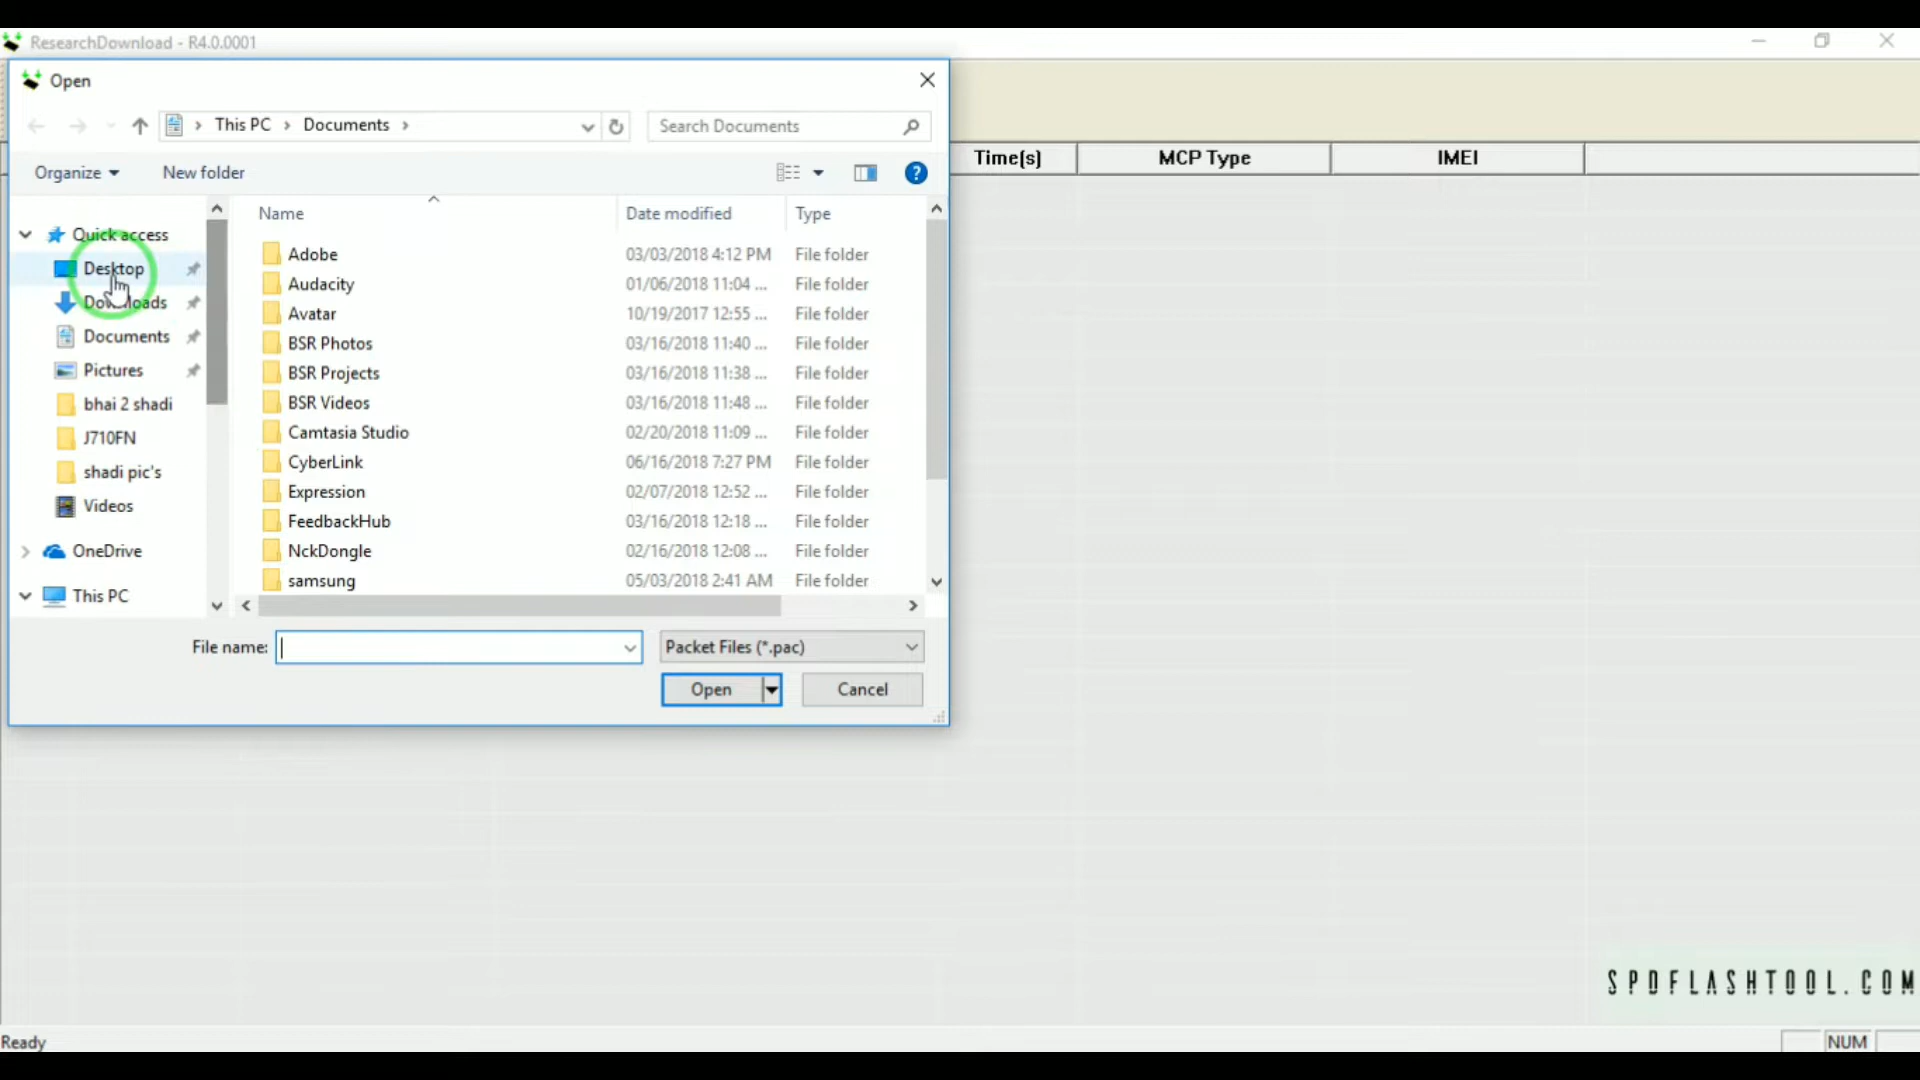 ResearchDownload - R4.0.0001
Open
This PC > Documents >
Search Documents
Organize
New folder
Time(s)
MCP Type
IMEI
Name
Date modified
Type
Quick access
Desktop
Downloads
Documents
Pictures
bhai 2 shadi
J710FN
shadi pic's
Videos
OneDrive
This PC
Adobe 03/03/2018 4:12 PM File folder
Audacity 01/06/2018 11:04 ... File folder
Avatar 10/19/2017 12:55 ... File folder
BSR Photos 03/16/2018 11:40 ... File folder
BSR Projects 03/16/2018 11:38 ... File folder
BSR Videos 03/16/2018 11:48 ... File folder
Camtasia Studio 02/20/2018 11:09 ... File folder
CyberLink 06/16/2018 7:27 PM File folder
Expression 02/07/2018 12:52 ... File folder
FeedbackHub 03/16/2018 12:18 ... File folder
NckDongle 02/16/2018 12:08 ... File folder
samsung 05/03/2018 2:41 AM File folder
File name:
Packet Files (*.pac)
Open
Cancel
SPDFLASHTOOL.COM
Ready
NUM